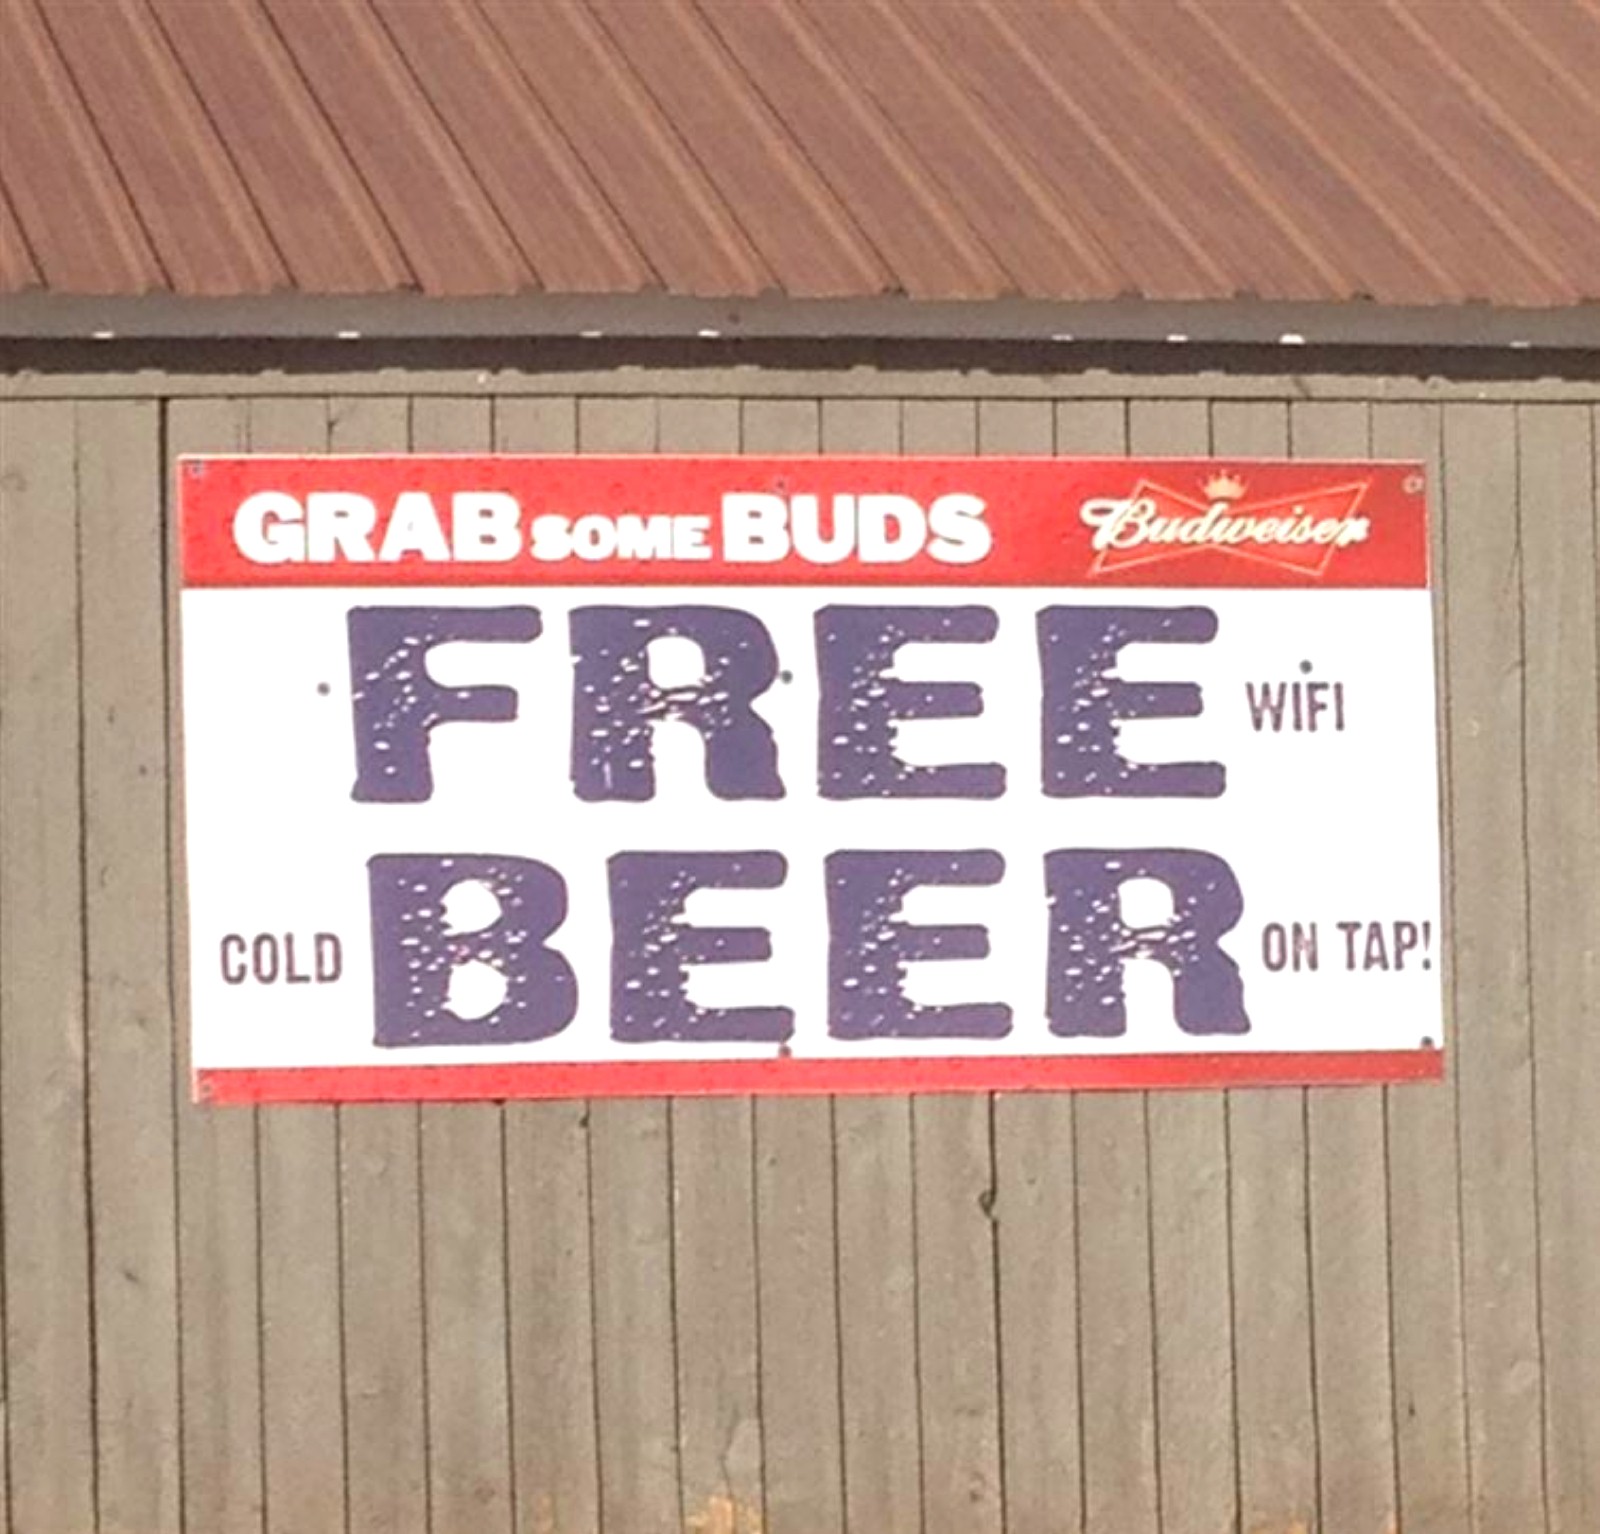 GRAB SOME BUDS Budweiser
FREE WIFI
COLD BEER ON TAP!